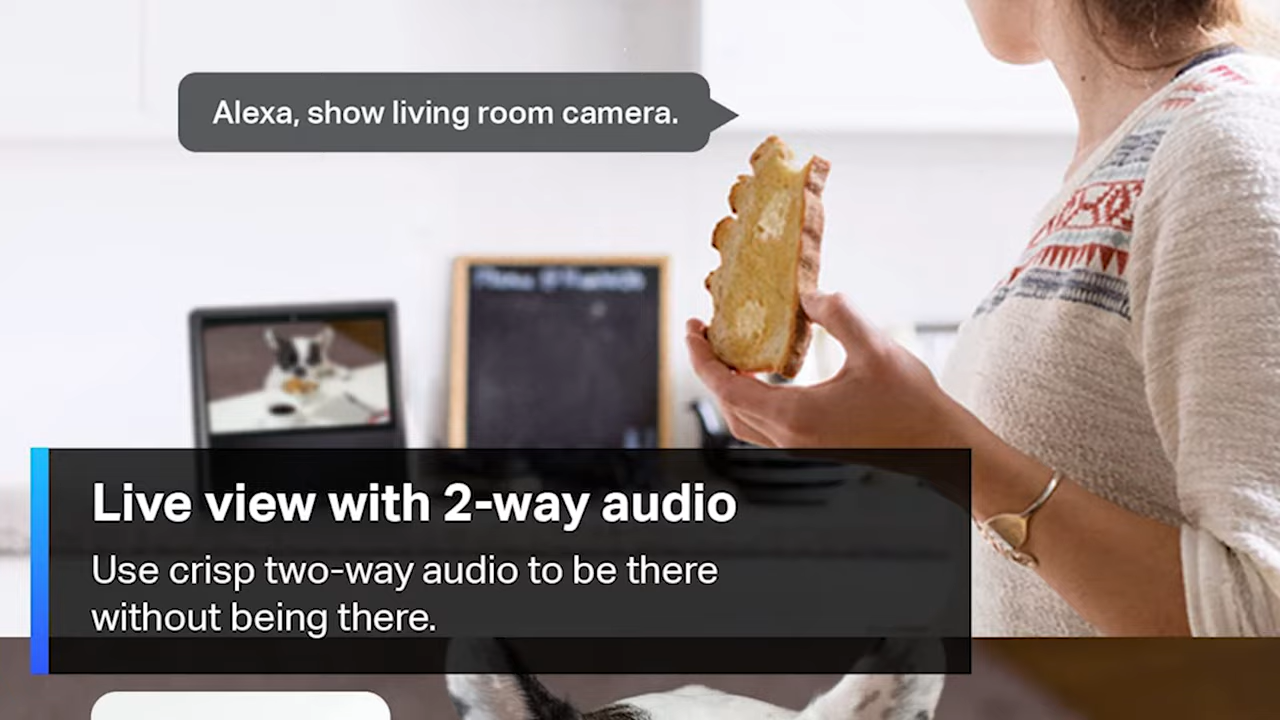 Alexa, show living room camera.
Live view with 2-way audio
Use crisp two-way audio to be there
without being there.